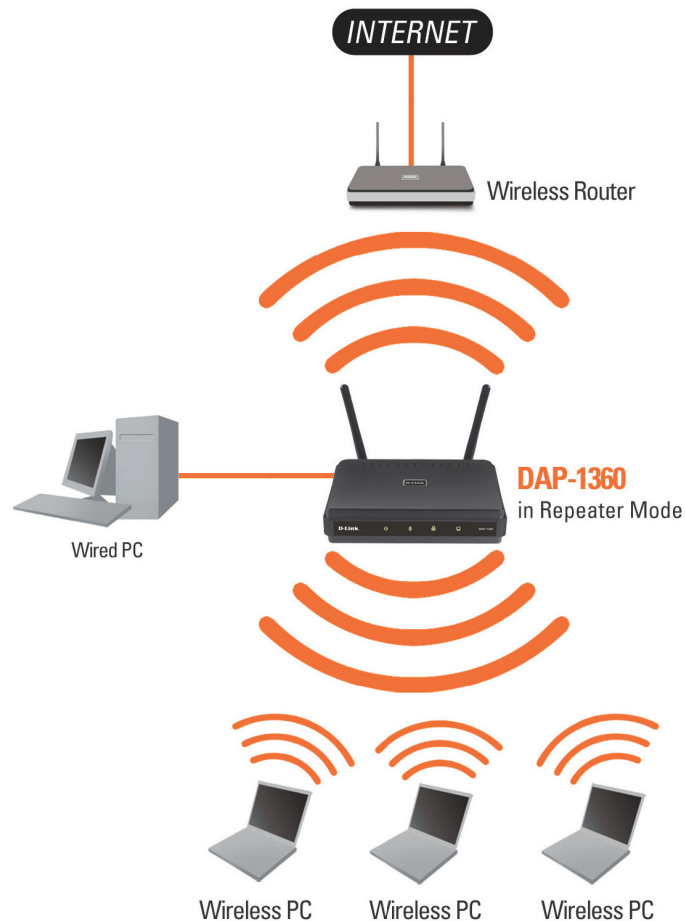 INTERNET
Wireless Router
D-Link
DAP-1360
in Repeater Mode
D-Link
Wired PC
Wireless PC
Wireless PC
Wireless PC